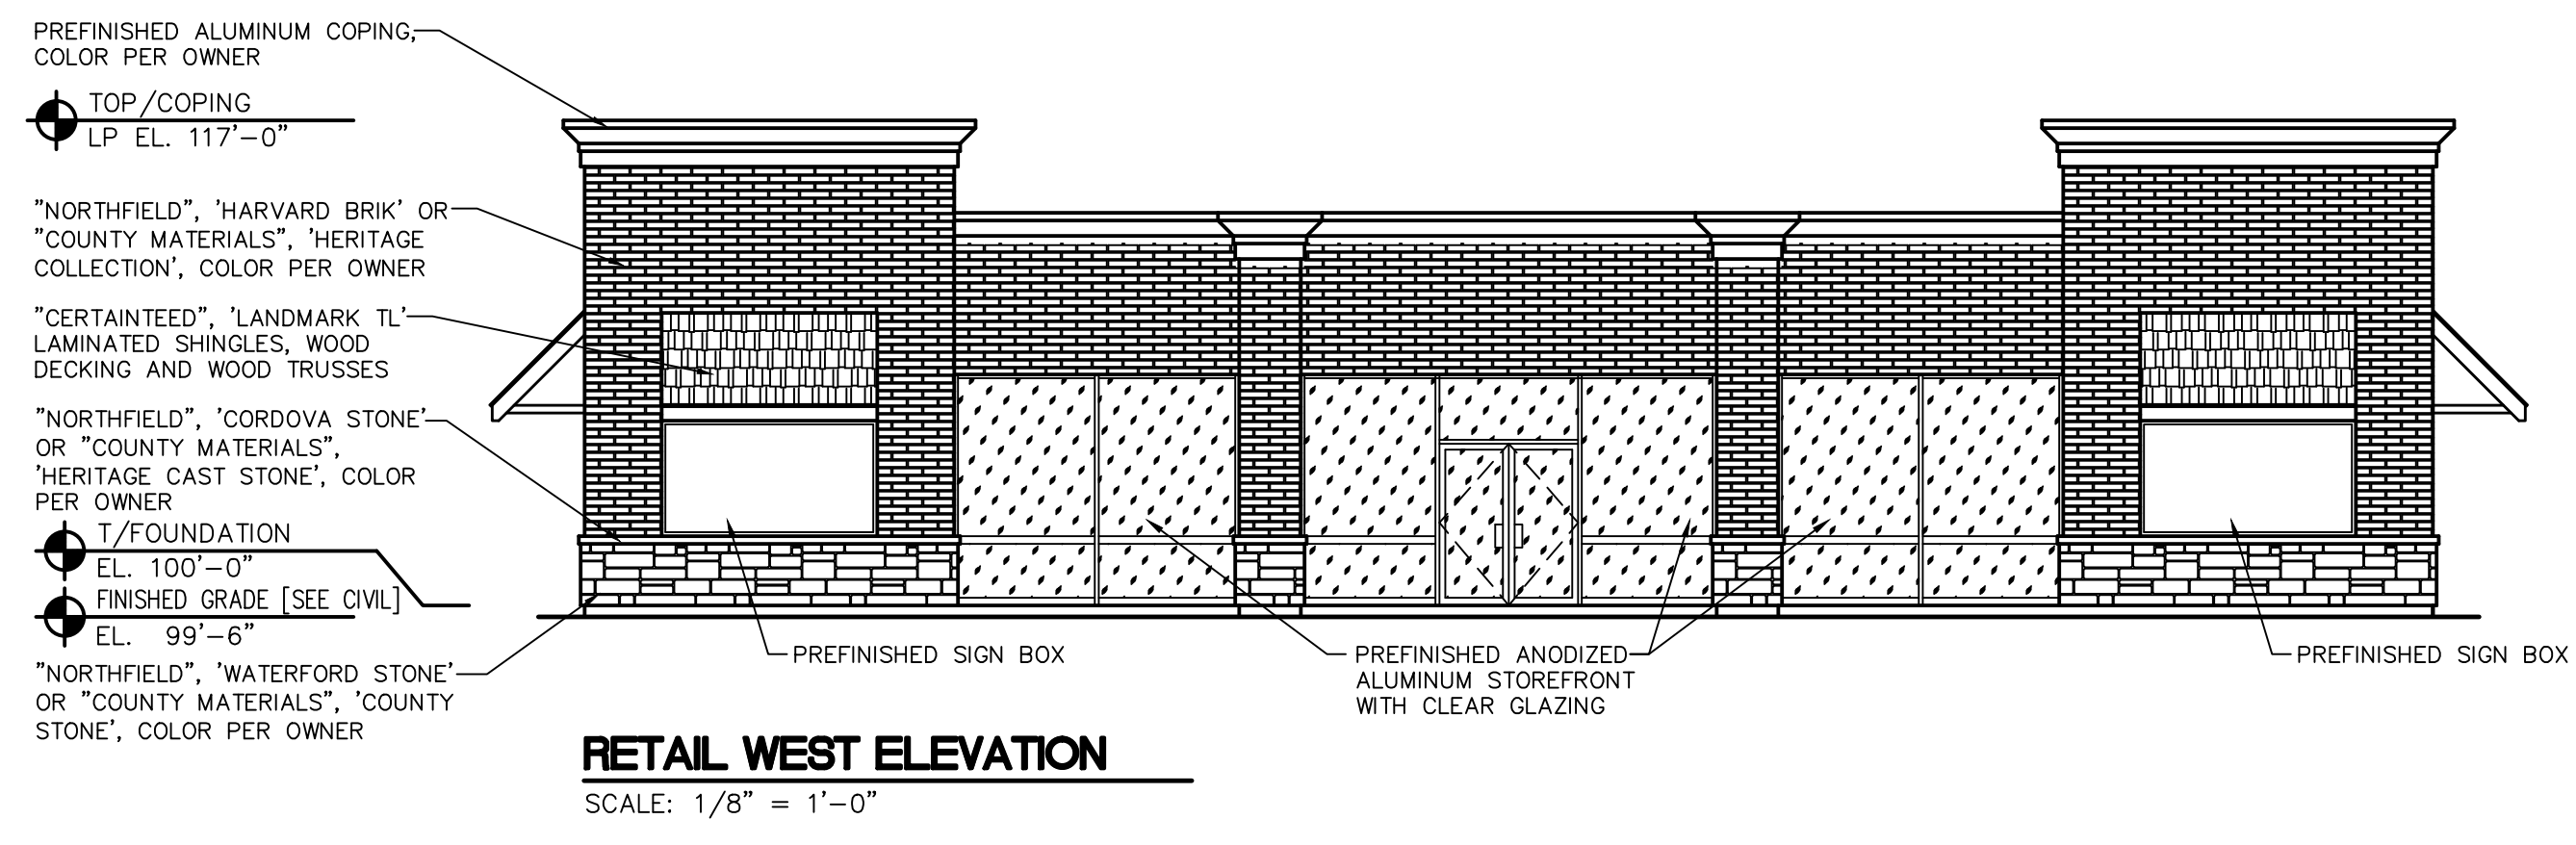 PREFINISHED ALUMINUM COPING,
COLOR PER OWNER
TOP/COPING
LP EL. 117'-0"
"NORTHFIELD", 'HARVARD BRIK' OR
"COUNTY MATERIALS", 'HERITAGE
COLLECTION', COLOR PER OWNER
"CERTAINTEED", 'LANDMARK TL'
LAMINATED SHINGLES, WOOD
DECKING AND WOOD TRUSSES
"NORTHFIELD", 'CORDOVA STONE'
OR "COUNTY MATERIALS",
'HERITAGE CAST STONE', COLOR
PER OWNER
T/FOUNDATION
EL. 100'-0"
FINISHED GRADE [SEE CIVIL]
EL. 99'-6"
"NORTHFIELD", 'WATERFORD STONE'
OR "COUNTY MATERIALS", 'COUNTY
STONE', COLOR PER OWNER
PREFINISHED SIGN BOX
PREFINISHED ANODIZED
ALUMINUM STOREFRONT
WITH CLEAR GLAZING
PREFINISHED SIGN BOX
RETAIL WEST ELEVATION
SCALE: 1/8" = 1'-0"